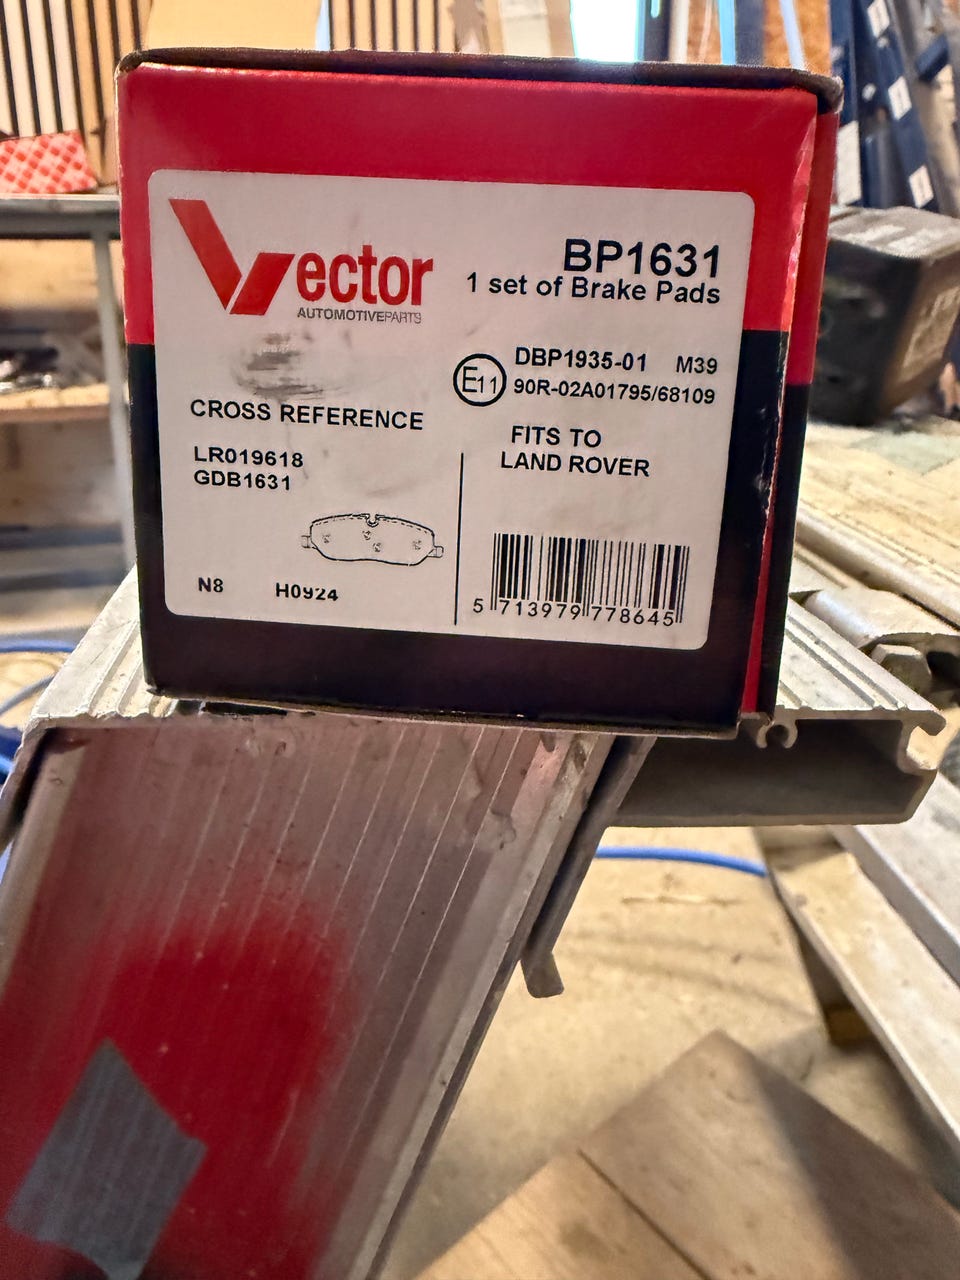 Vector
AUTOMOTIVEPARTS
BP1631
1 set of Brake Pads
E11
DBP1935-01 M39
90R-02A01795/68109
CROSS REFERENCE
LR019618
GDB1631
FITS TO
LAND ROVER
N8 H0924
5 713979 778645